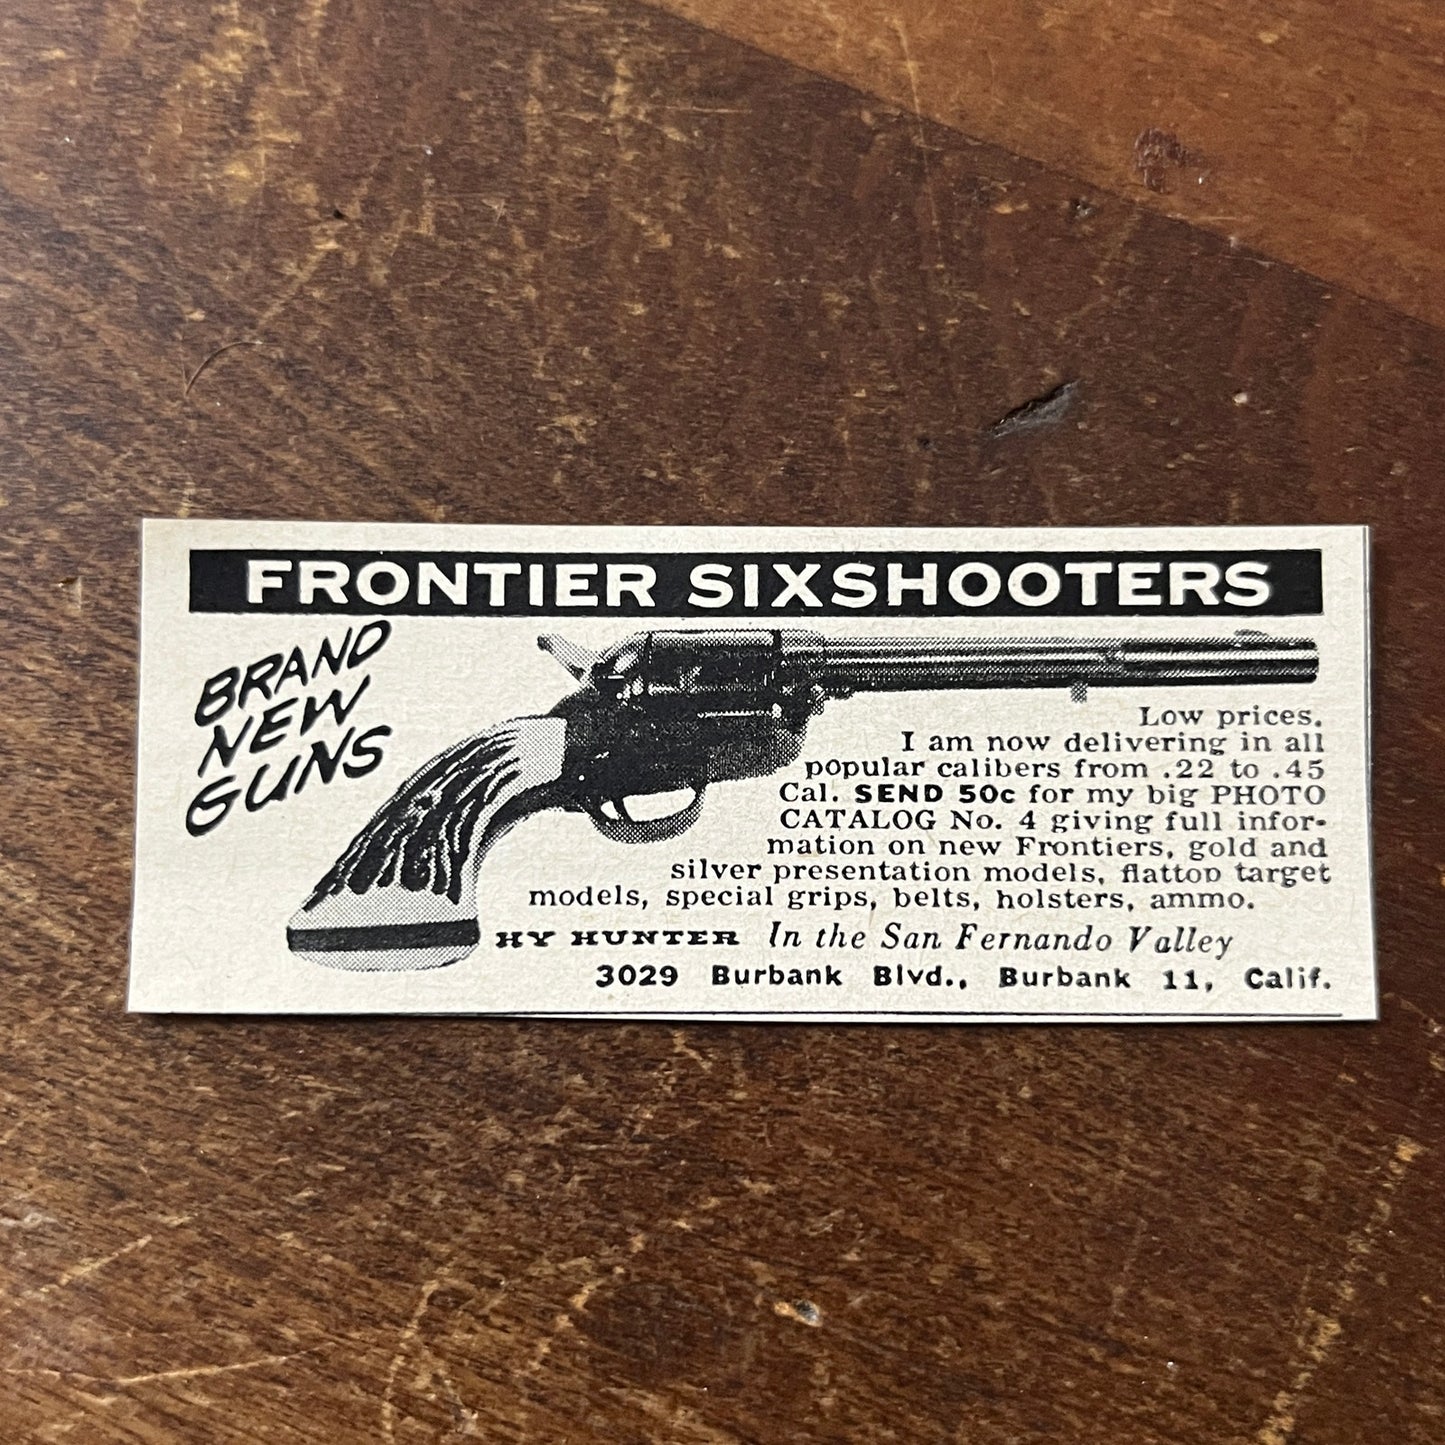 FRONTIER SIXSHOOTERS
BRAND
NEW
GUNS
Low prices.
I am now delivering in all
popular calibers from .22 to .45
Cal. SEND 50c for my big PHOTO
CATALOG No. 4 giving full infor-
mation on new Frontiers, gold and
silver presentation models, flattop target
models, special grips, belts, holsters, ammo.
HY HUNTER In the San Fernando Valley
3029 Burbank Blvd., Burbank 11, Calif.